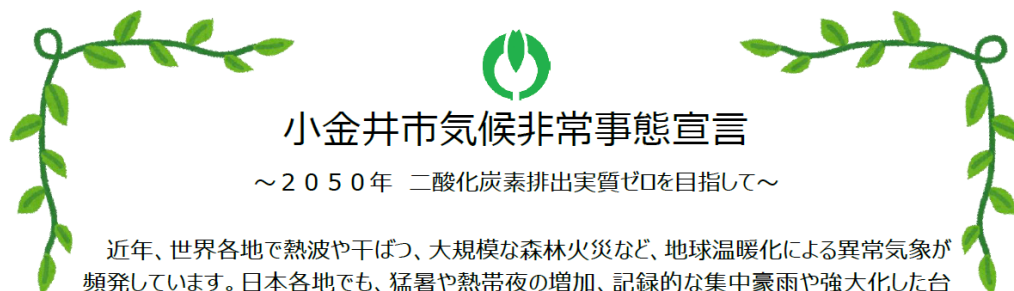 小金井市気候非常事態宣言
～２０５０年　二酸化炭素排出実質ゼロを目指して～
近年、世界各地で熱波や干ばつ、大規模な森林火災など、地球温暖化による異常気象が
頻発しています。日本各地でも、猛暑や熱帯夜の増加、記録的な集中豪雨や強大化した台